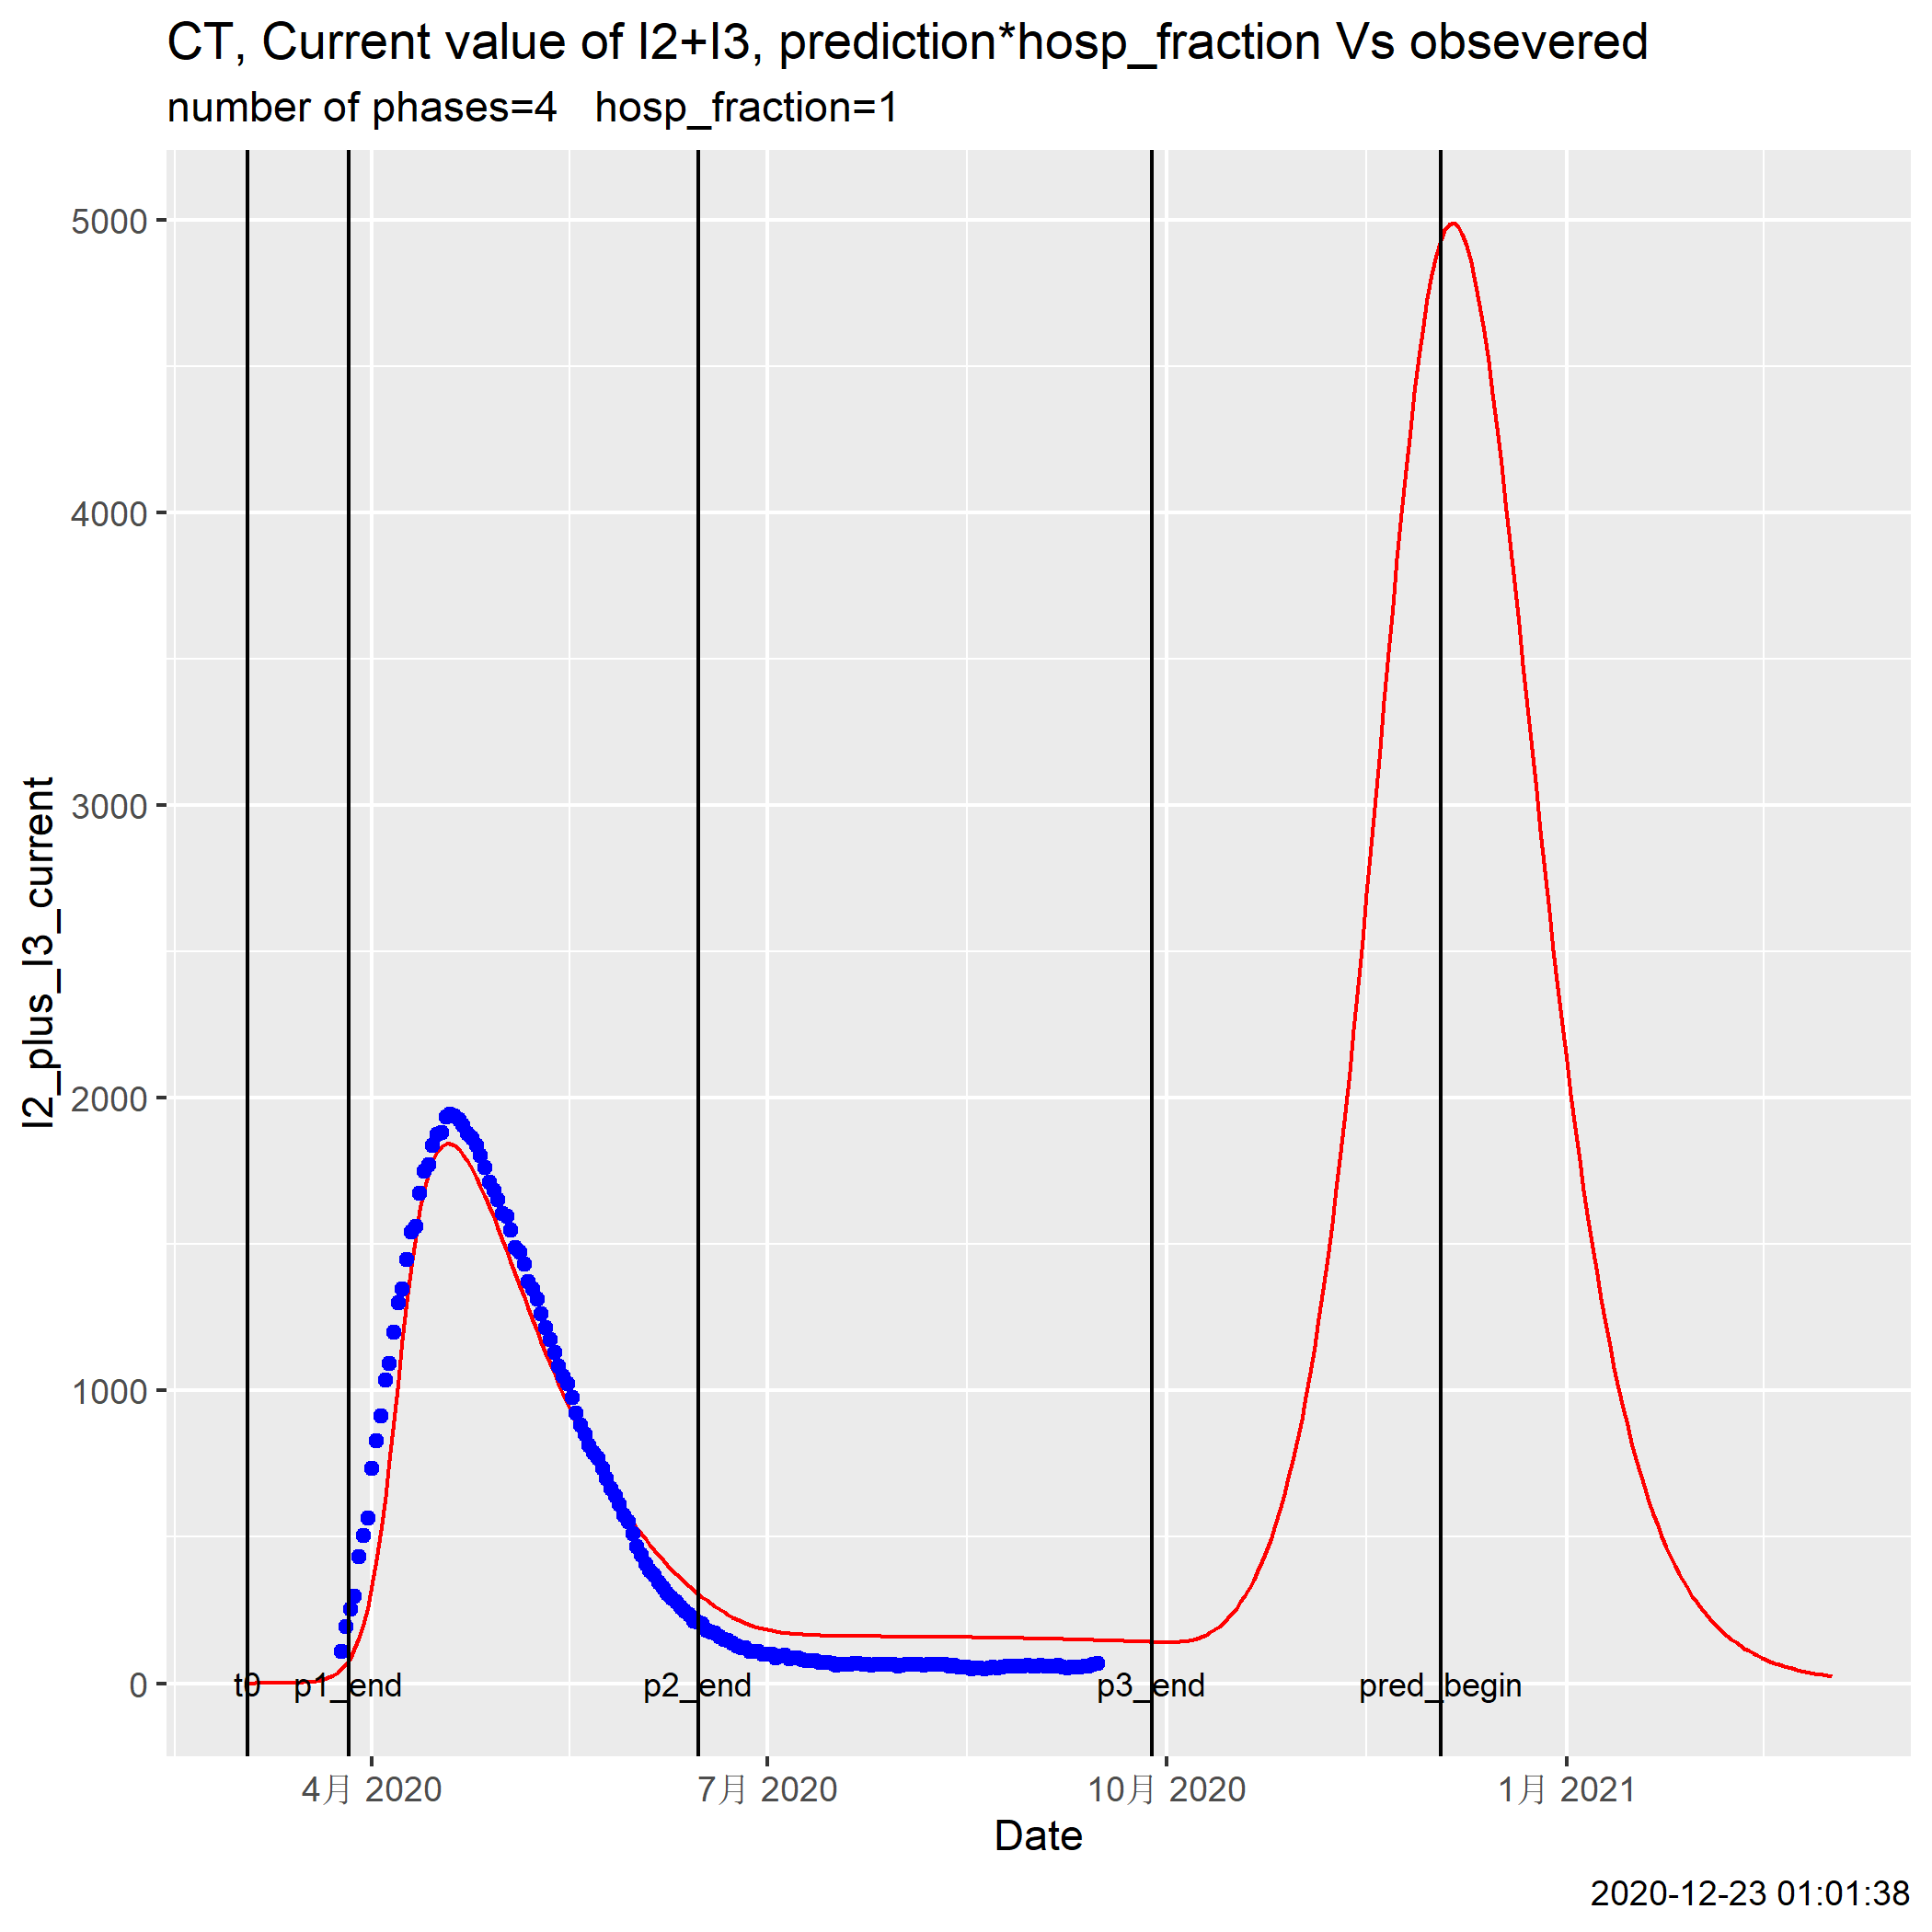 CT, Current value of I2+I3, prediction*hosp_fraction Vs obsevered
number of phases=4   hosp_fraction=1
I2_plus_I3_current
5000
4000
3000
2000
1000
0
t0 p1_end p2_end p3_end pred_begin
4月 2020 7月 2020 10月 2020 1月 2021
Date
2020-12-23 01:01:38